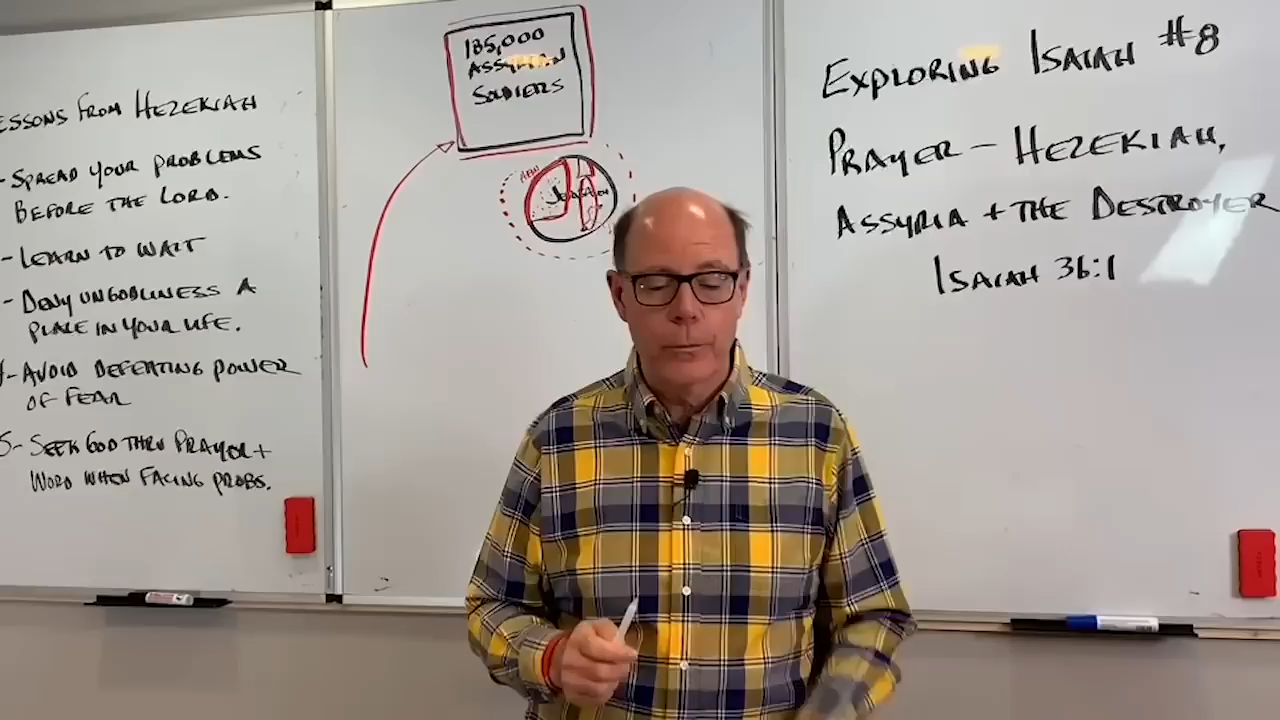 ESSONS FROM HEZEKIAH
- SPREAD YOUR PROBLEMS
BEFORE THE LORD.
- LEARN TO WAIT
- DENY UNGODLINESS A
PLACE IN YOUR LIFE.
- AVOID DEFEATING POWER
OF FEAR
5- SEEK GOD THRU PRAYER +
WORD WHEN FACING PROBS.
185,000
ASSYRIAN
SOLDIERS
EXPLORING ISAIAH #8
PRAYER - HEZEKIAH,
ASSYRIA + THE DESTROYER
ISAIAH 36:1